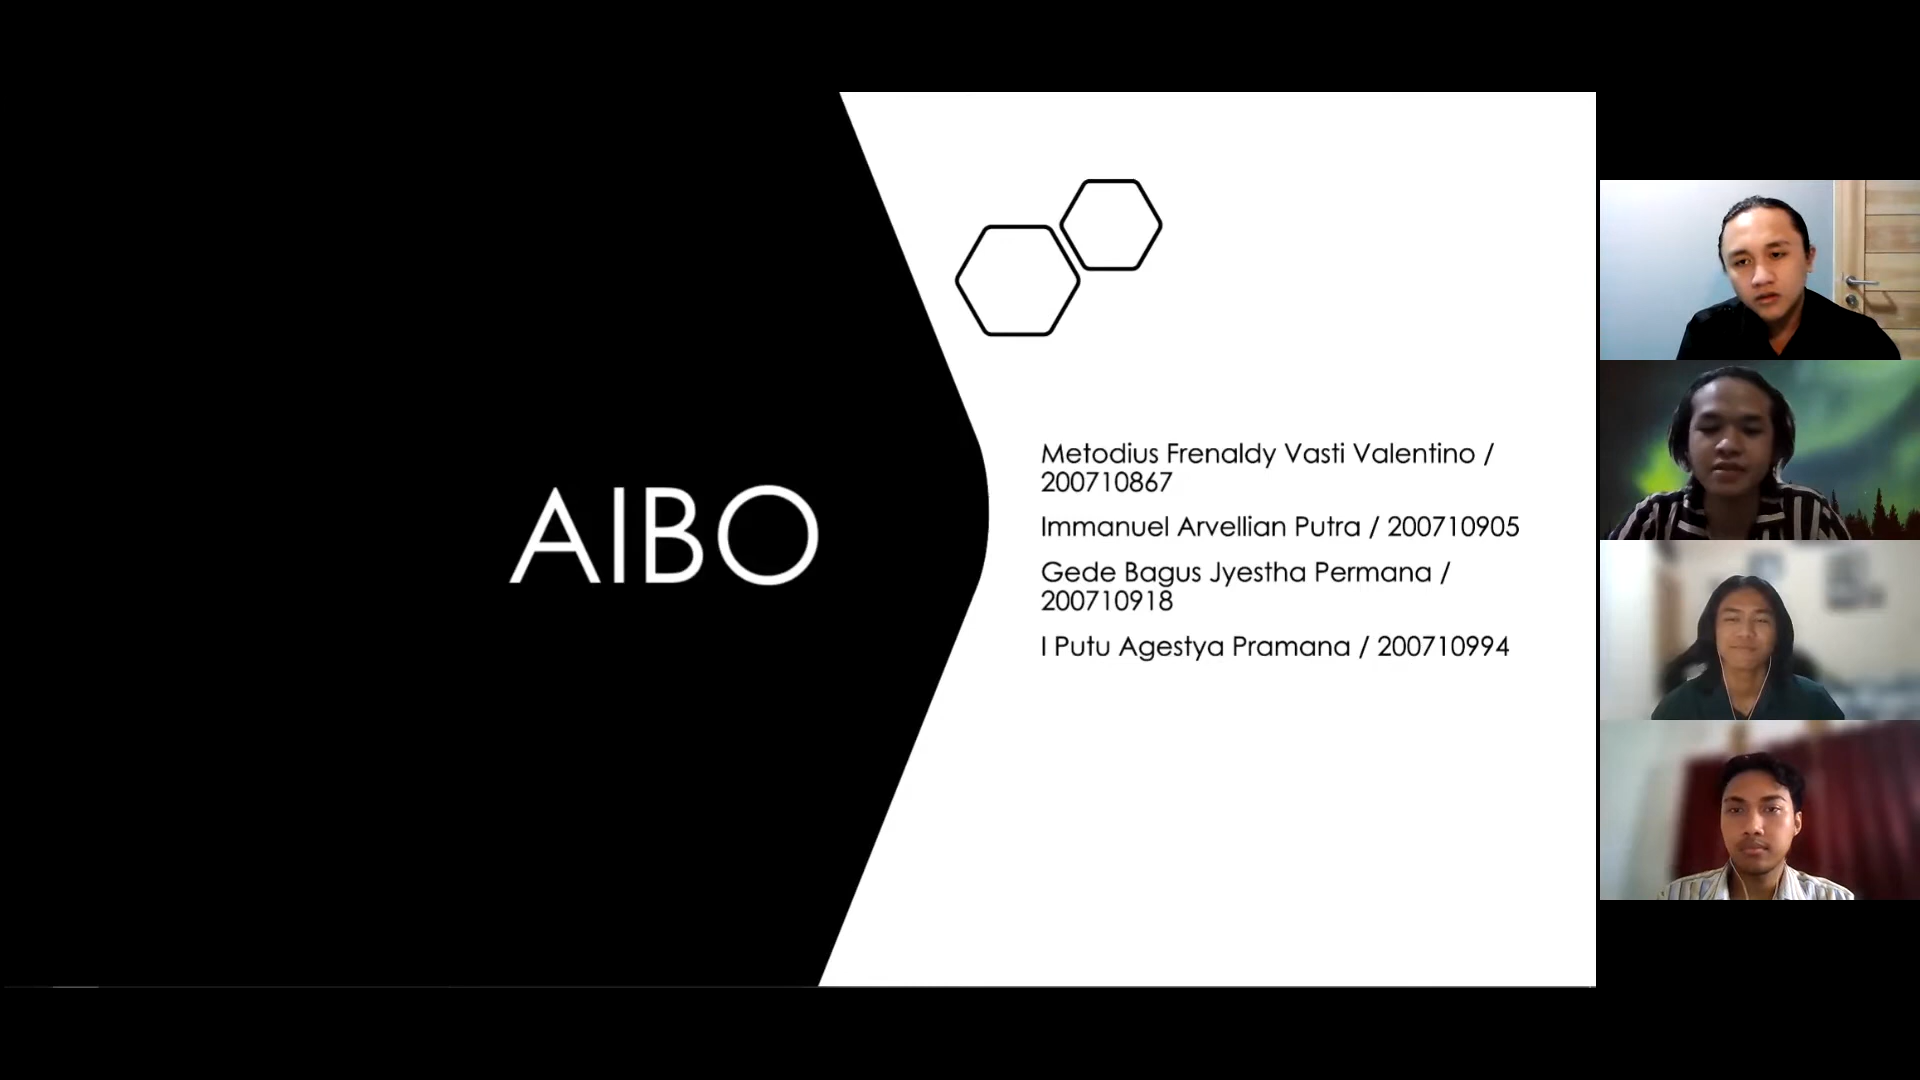 AIBO
Metodius Frenaldy Vasti Valentino /
200710867
Immanuel Arvellian Putra / 200710905
Gede Bagus Jyestha Permana /
200710918
I Putu Agestya Pramana / 200710994